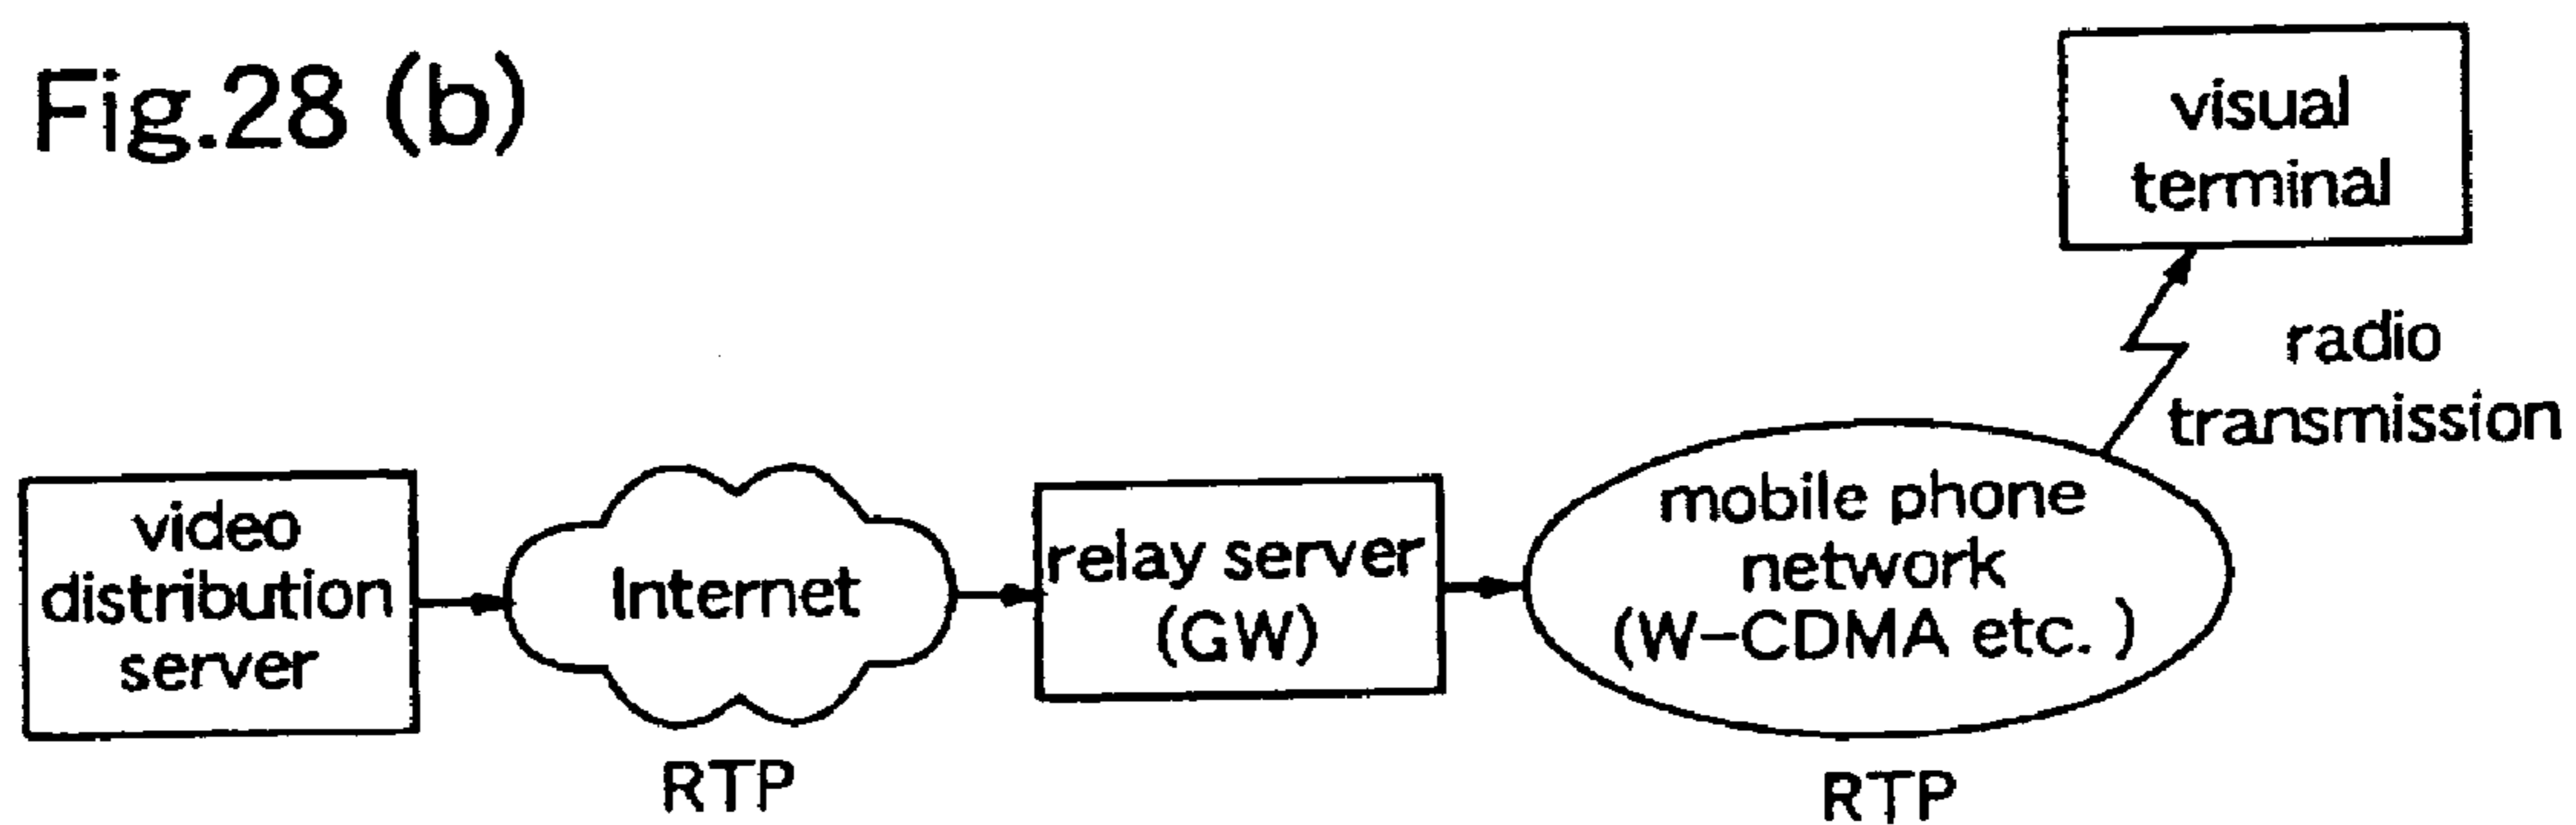 Fig.28 (b)
visual
terminal
radio
transmission
video
distribution
server
Internet
RTP
relay server
(GW)
mobile phone
network
(W-CDMA etc. )
RTP